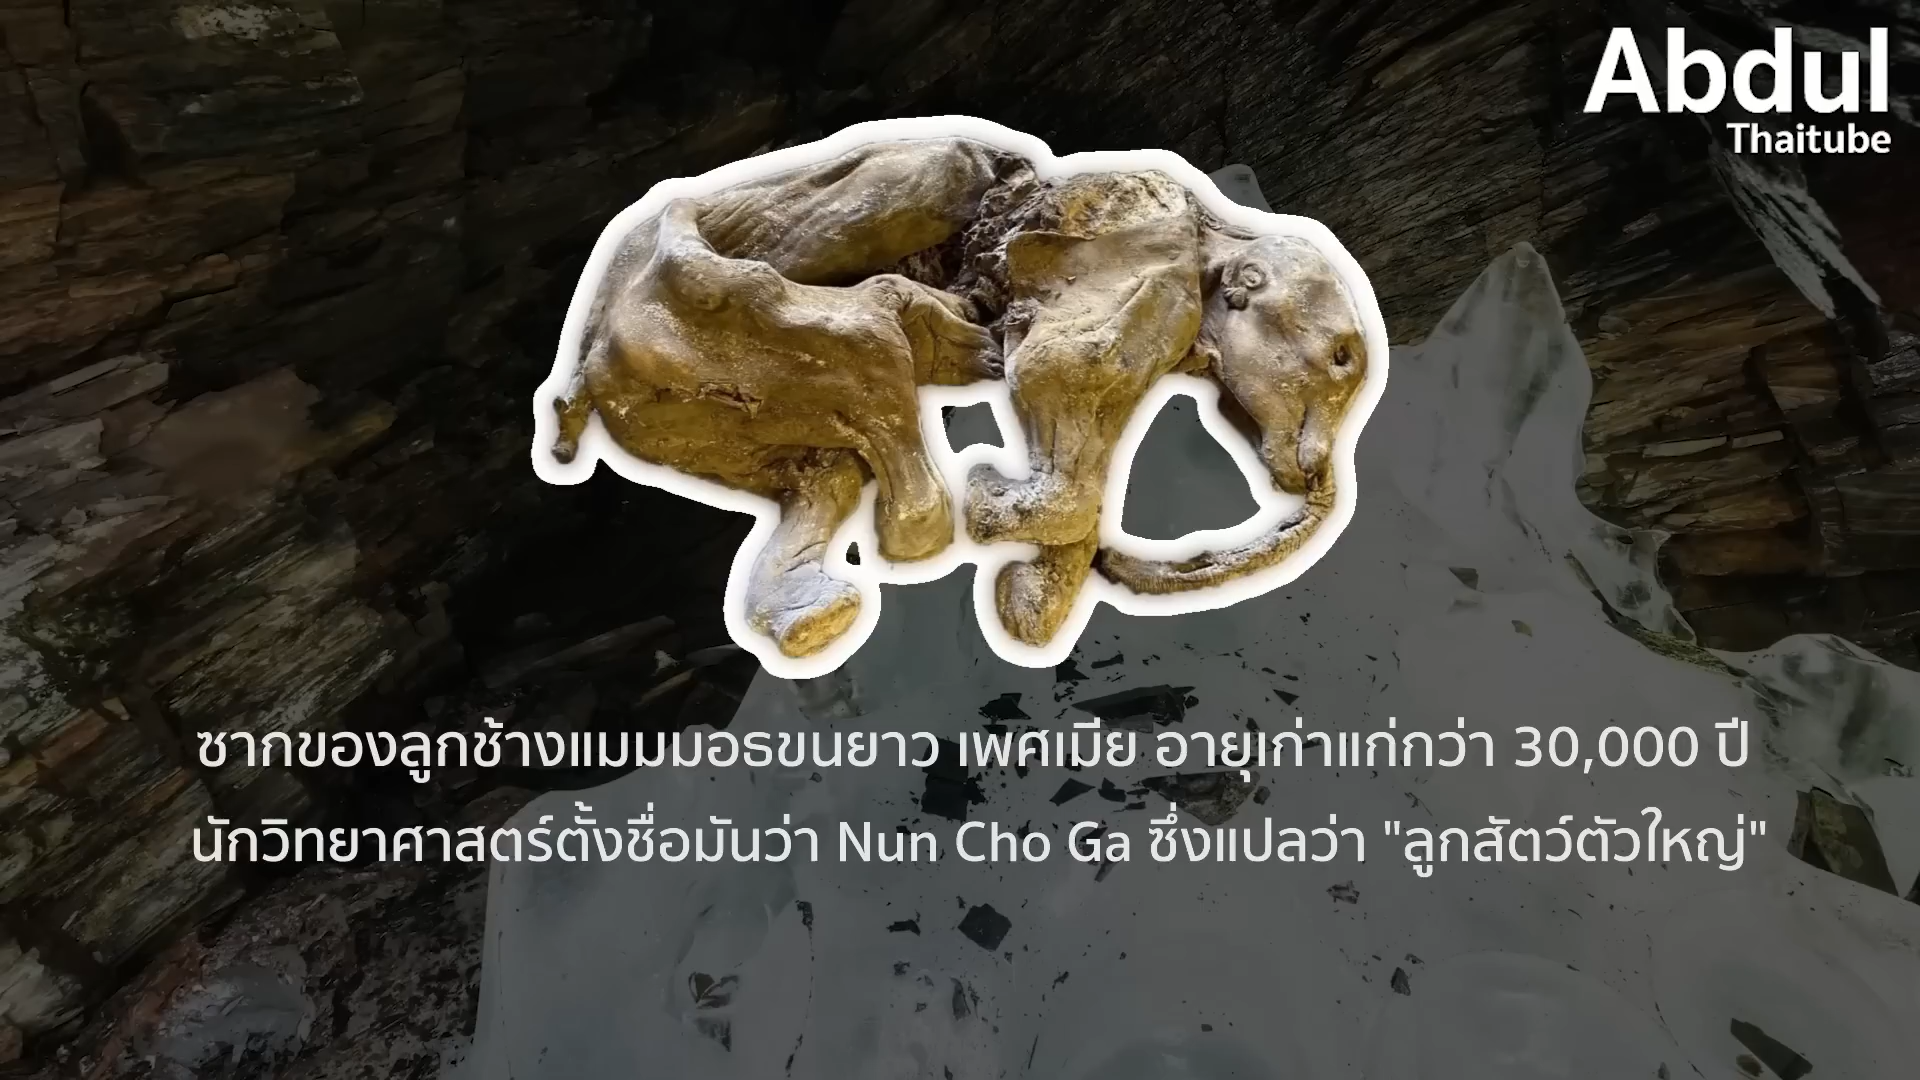 Abdul
Thaitube
ซากของลูกช้างแมมมอธขนยาว เพศเมีย อายุเก่าแก่กว่า 30,000 ปี
นักวิทยาศาสตร์ตั้งชื่อมันว่า Nun Cho Ga ซึ่งแปลว่า "ลูกสัตว์ตัวใหญ่"